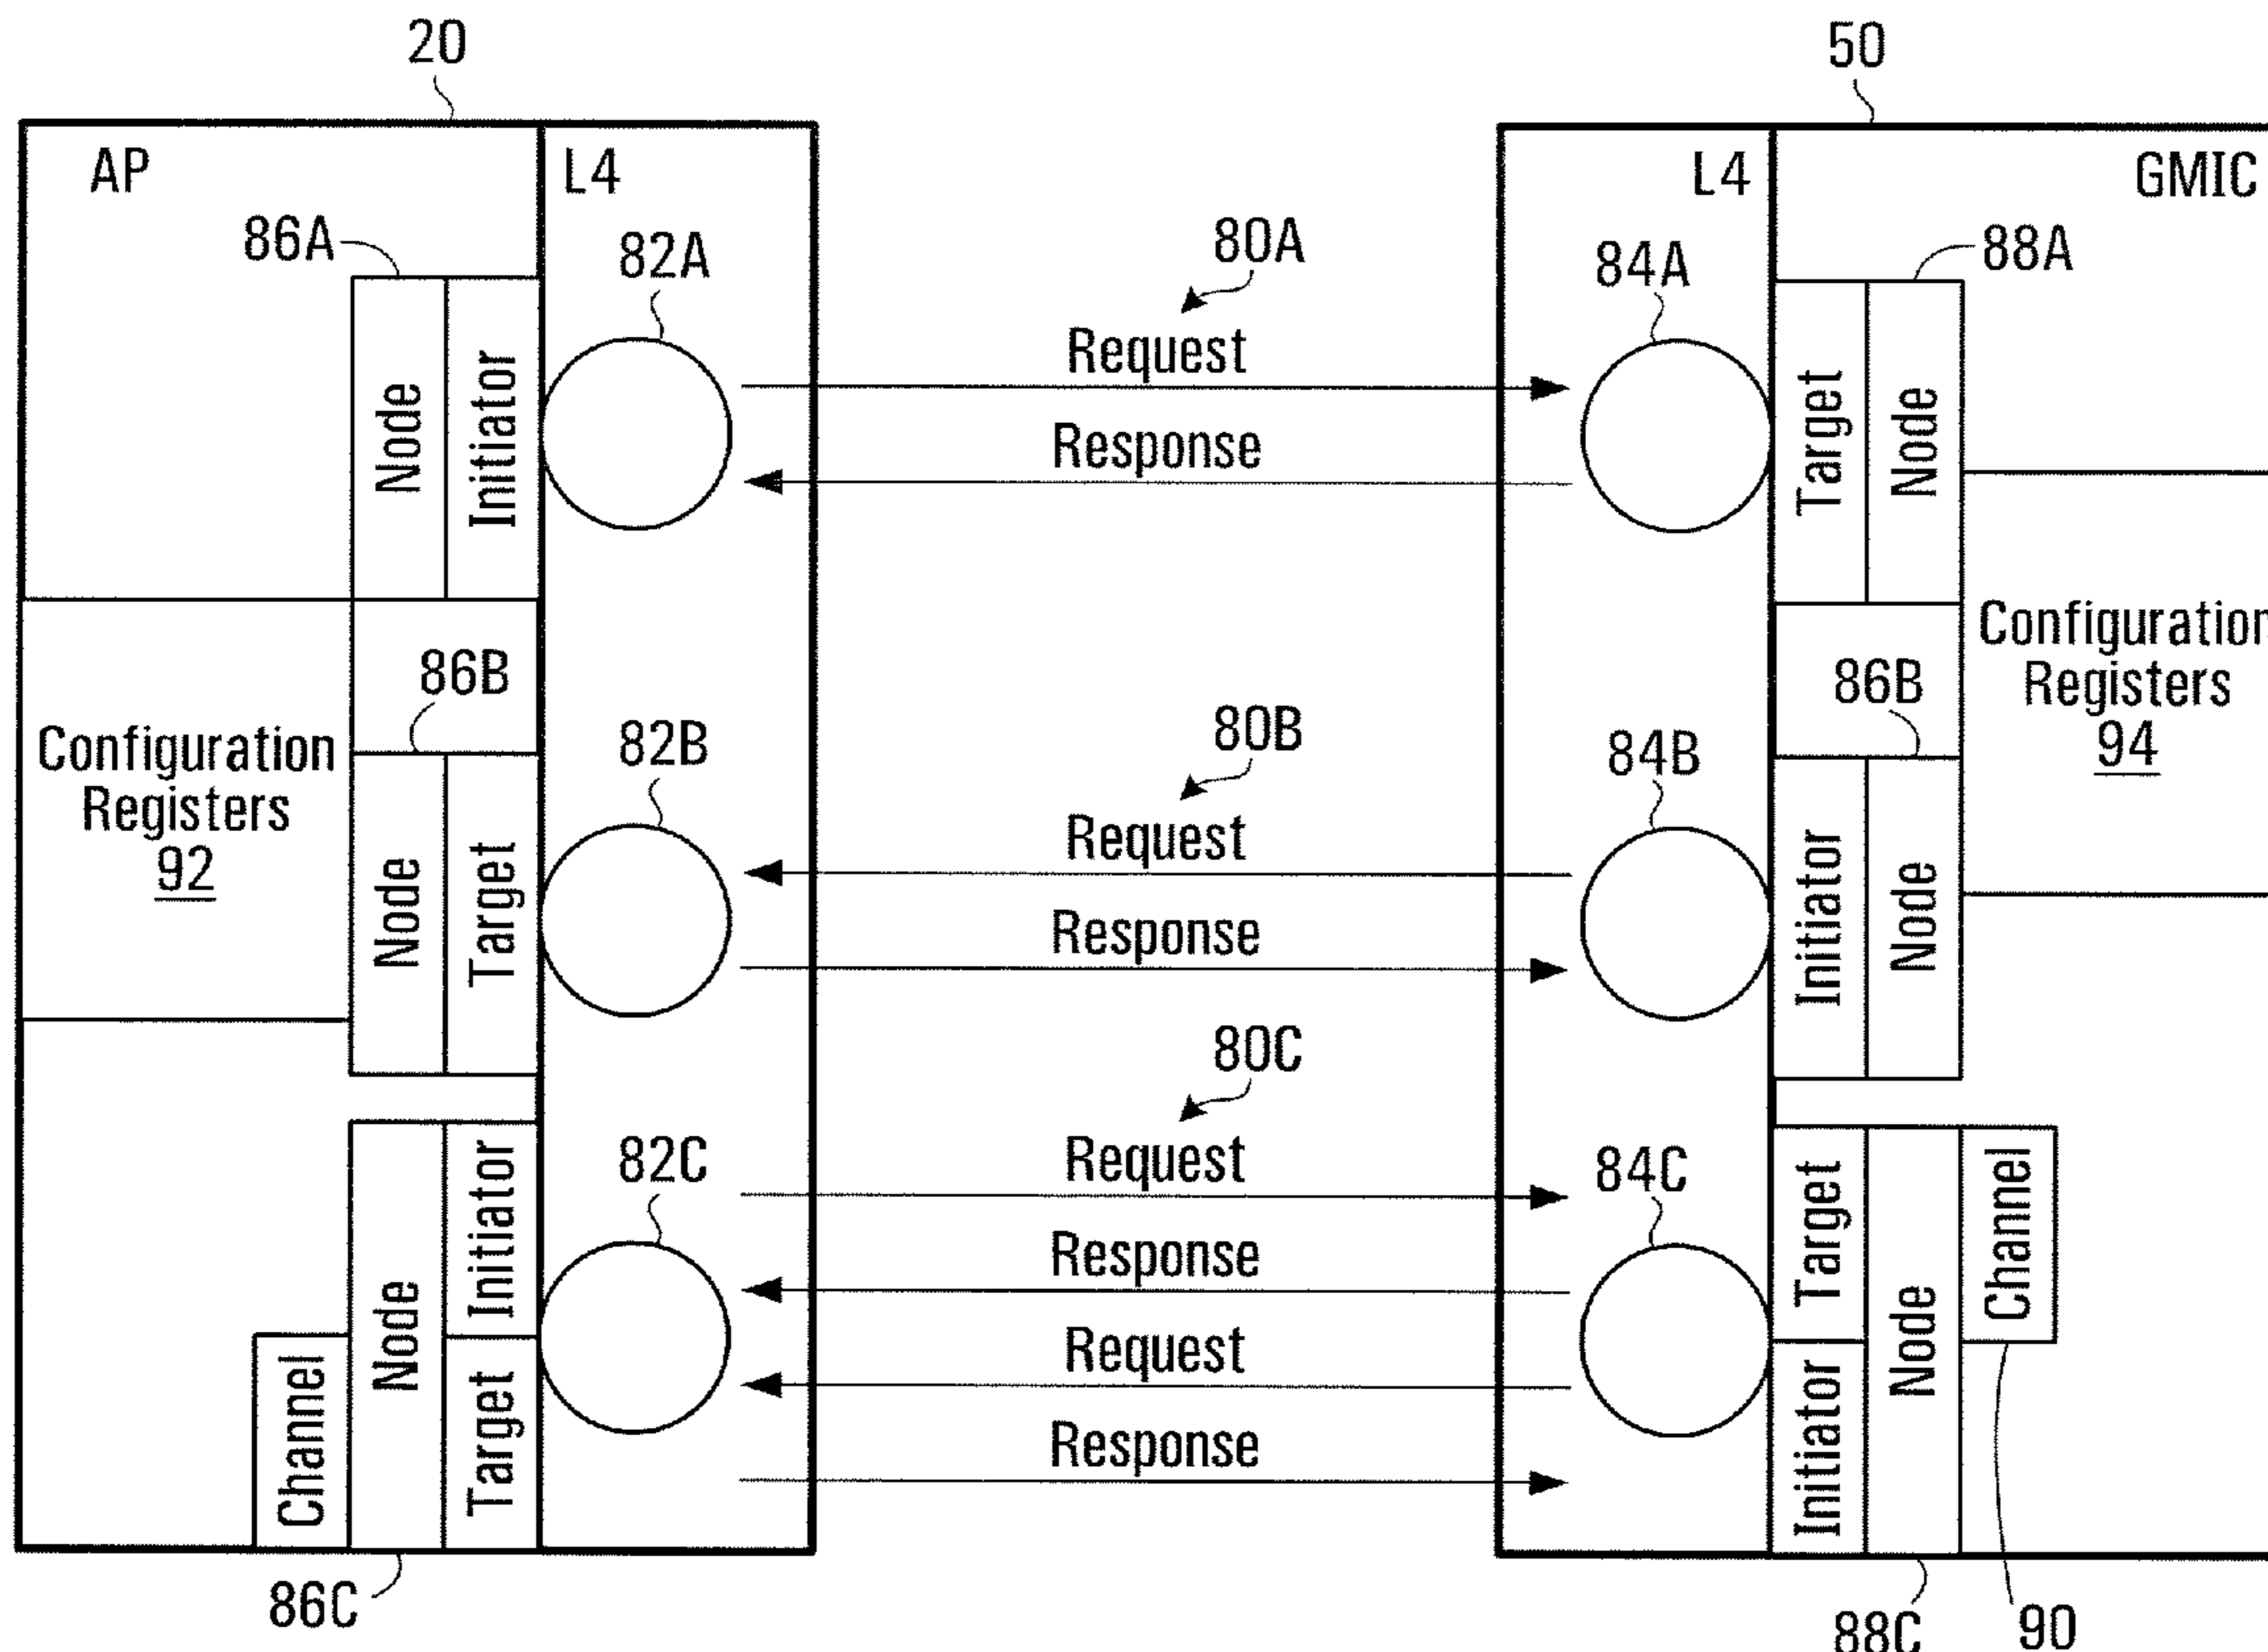 20
50
AP
L4
L4
GMIC
86A
82A
80A
84A
88A
Node
Initiator
Request
Response
Target
Node
Configuration
Registers
92
86B
82B
80B
84B
86B
Configuration
Registers
94
Node
Target
Request
Response
Initiator
Node
80C
82C
84C
Channel
Node
Initiator
Target
Request
Response
Request
Response
Target
Initiator
Node
Channel
86C
88C
90